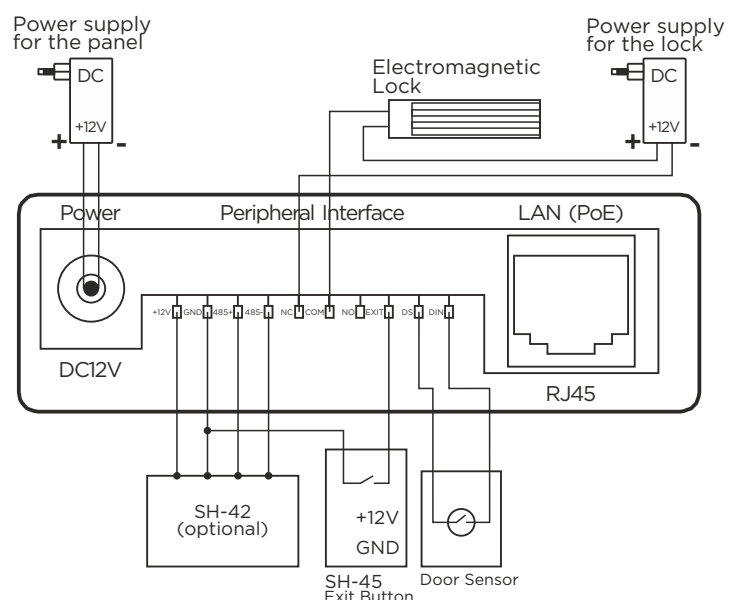 Power supply
for the panel
Power supply
for the lock
DC
DC
Electromagnetic
Lock
+12V
+12V
+ -
+ -
Power
Peripheral Interface
LAN (PoE)
+12V GND 485+ 485- NC COM NO EXIT DS DIN
DC12V
RJ45
SH-42
(optional)
+12V
GND
SH-45
Exit Button
Door Sensor